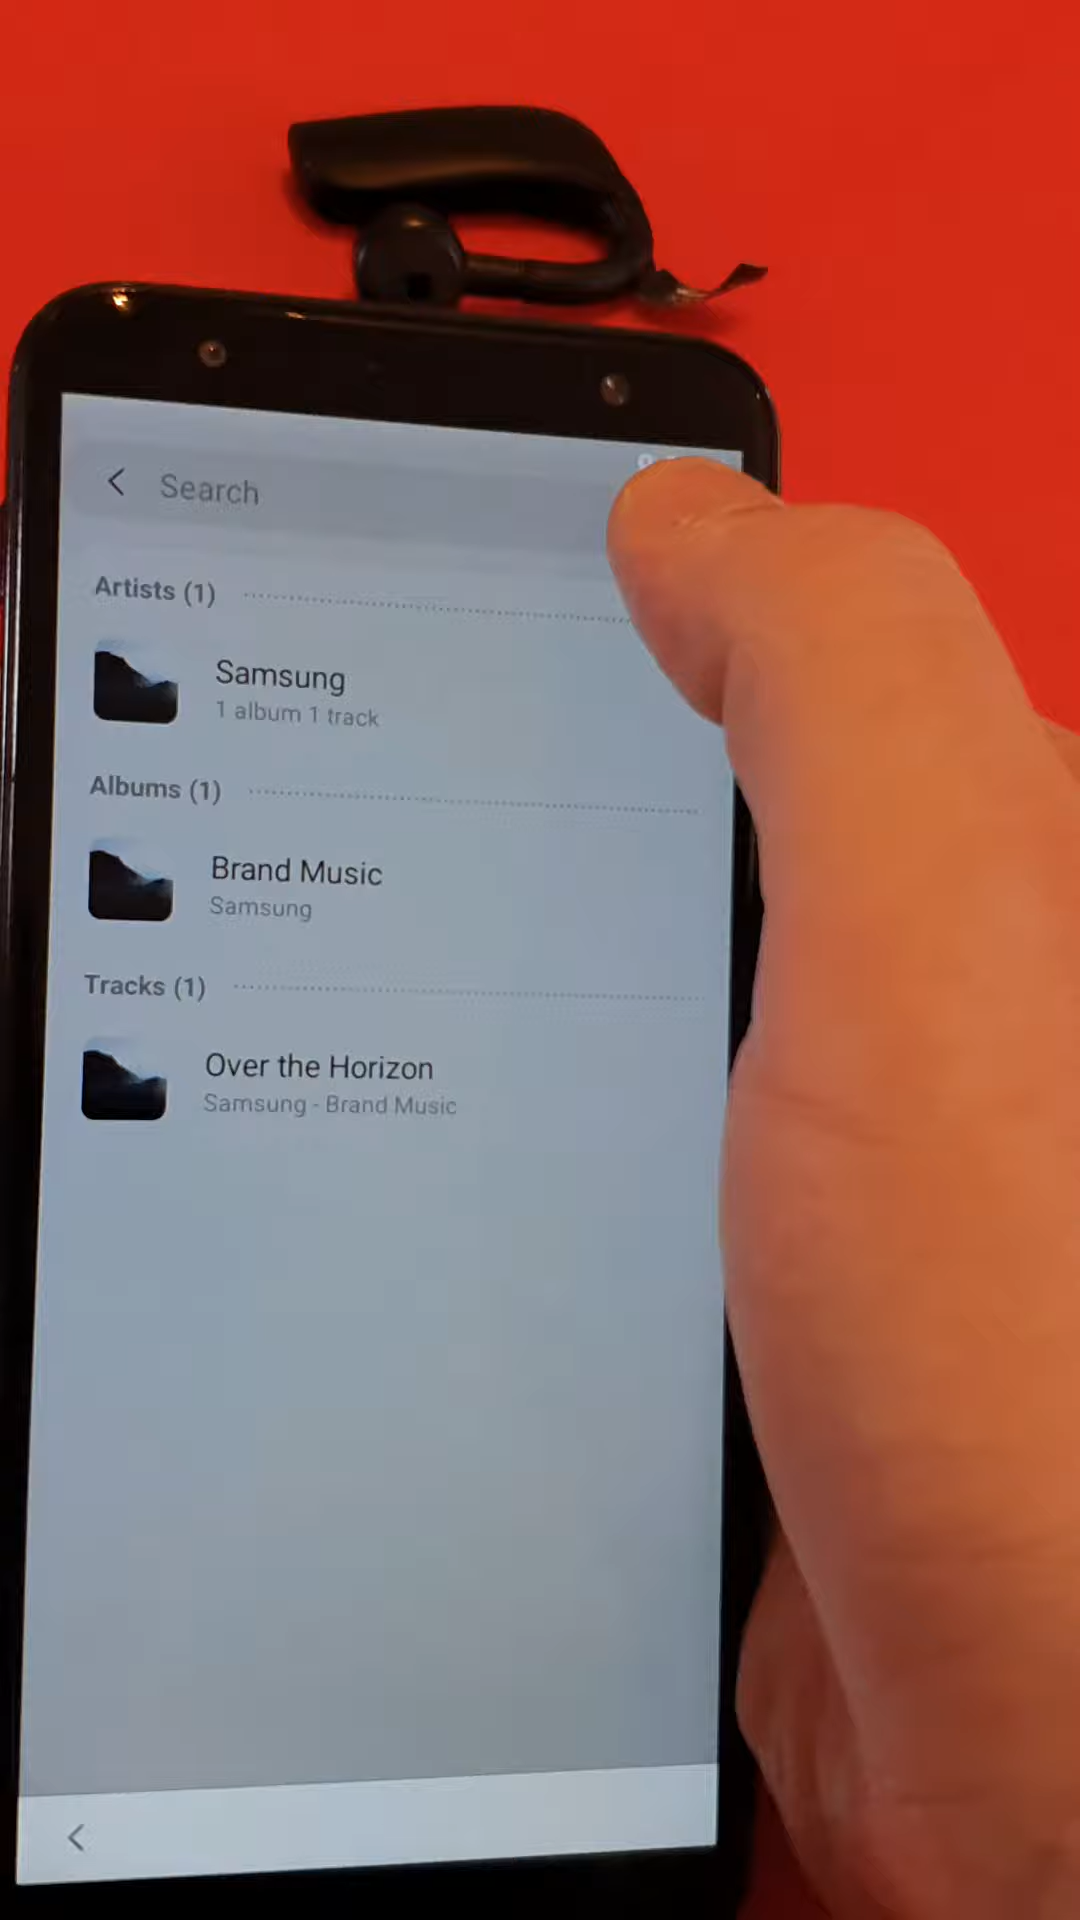 Search
Artists (1)
Samsung
1 album 1 track
Albums (1)
Brand Music
Samsung
Tracks (1)
Over the Horizon
Samsung - Brand Music